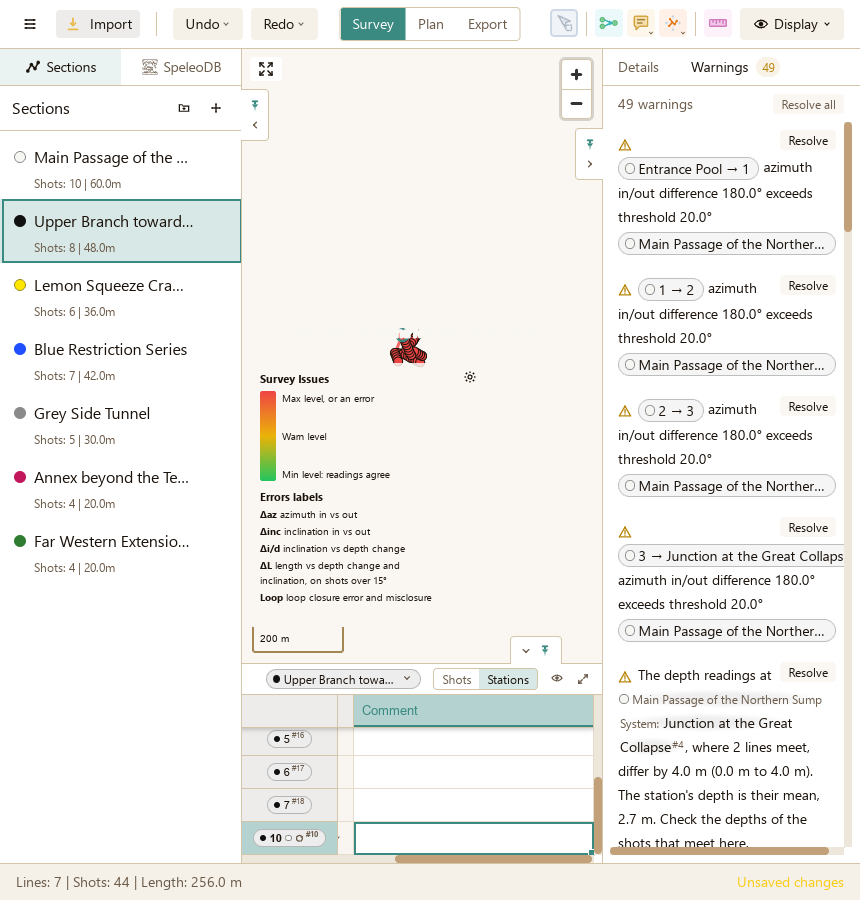 Import
Undo
Redo
Survey
Plan
Export
Display
Sections
SpeleoDB
Sections
Main Passage of the ...
Shots: 10 | 60.0m
Upper Branch toward...
Shots: 8 | 48.0m
Lemon Squeeze Cra...
Shots: 6 | 36.0m
Blue Restriction Series
Shots: 7 | 42.0m
Grey Side Tunnel
Shots: 5 | 30.0m
Annex beyond the Te...
Shots: 4 | 20.0m
Far Western Extensio...
Shots: 4 | 20.0m
Survey Issues
Max level, or an error
Warn level
Min level: readings agree
Errors labels
Δaz azimuth in vs out
Δinc inclination in vs out
Δi/d inclination vs depth change
ΔL length vs depth change and
inclination, on shots over 15°
Loop loop closure error and misclosure
200 m
Upper Branch towa...
Shots
Stations
Comment
5 #16
6 #17
7 #18
10 #10
Details
Warnings 49
49 warnings
Resolve all
Resolve
Entrance Pool → 1 azimuth
in/out difference 180.0° exceeds
threshold 20.0°
Main Passage of the Norther...
Resolve
1 → 2 azimuth
in/out difference 180.0° exceeds
threshold 20.0°
Main Passage of the Norther...
Resolve
2 → 3 azimuth
in/out difference 180.0° exceeds
threshold 20.0°
Main Passage of the Norther...
Resolve
3 → Junction at the Great Collaps
azimuth in/out difference 180.0°
exceeds threshold 20.0°
Main Passage of the Norther...
The depth readings at
Resolve
Main Passage of the Northern Sump
System: Junction at the Great
Collapse#4, where 2 lines meet,
differ by 4.0 m (0.0 m to 4.0 m).
The station's depth is their mean,
2.7 m. Check the depths of the
shots that meet here.
Lines: 7 | Shots: 44 | Length: 256.0 m
Unsaved changes